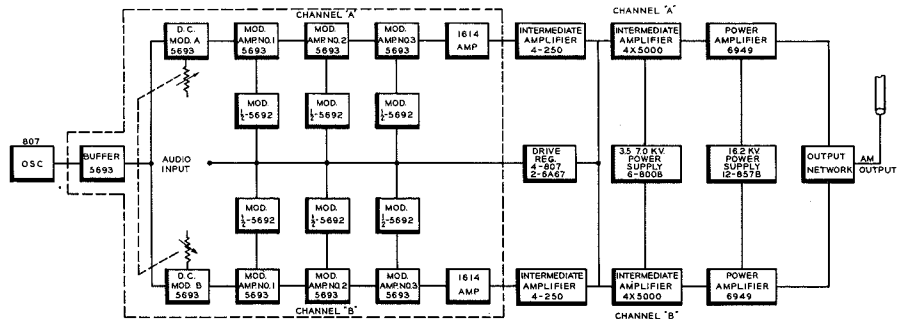 CHANNEL "A"
CHANNEL "A"
D.C.
MOD. A
5693
MOD.
AMP. NO.1
5693
MOD.
AMP. NO.2
5693
MOD.
AMP. NO.3
5693
1614
AMP
INTERMEDIATE
AMPLIFIER
4-250
INTERMEDIATE
AMPLIFIER
4X5000
POWER
AMPLIFIER
6949
MOD.
½-5692
MOD.
½-5692
MOD.
½-5692
807
OSC
BUFFER
5693
AUDIO
INPUT
DRIVE
REG.
4-807
2-6A67
3.5 7.0 KV.
POWER
SUPPLY
6-800B
16.2 KV.
POWER
SUPPLY
12-857B
OUTPUT
NETWORK
AM
OUTPUT
MOD.
½-5692
MOD.
½-5692
MOD.
½-5692
D.C.
MOD. B
5693
MOD.
AMP. NO.1
5693
MOD.
AMP. NO.2
5693
MOD.
AMP. NO.3
5693
1614
AMP
INTERMEDIATE
AMPLIFIER
4-250
INTERMEDIATE
AMPLIFIER
4X5000
POWER
AMPLIFIER
6949
CHANNEL "B"
CHANNEL "B"